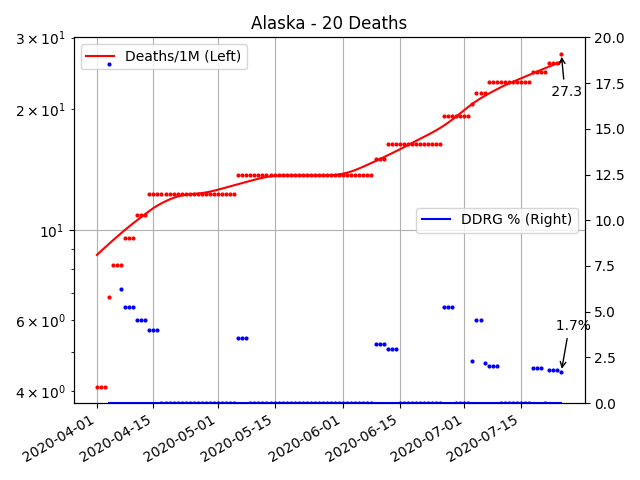 Alaska - 20 Deaths
Deaths/1M (Left)
DDRG % (Right)
27.3
1.7%
3 × 10¹
2 × 10¹
10¹
6 × 10⁰
4 × 10⁰
20.0
17.5
15.0
12.5
10.0
7.5
5.0
2.5
0.0
2020-04-01
2020-04-15
2020-05-01
2020-05-15
2020-06-01
2020-06-15
2020-07-01
2020-07-15